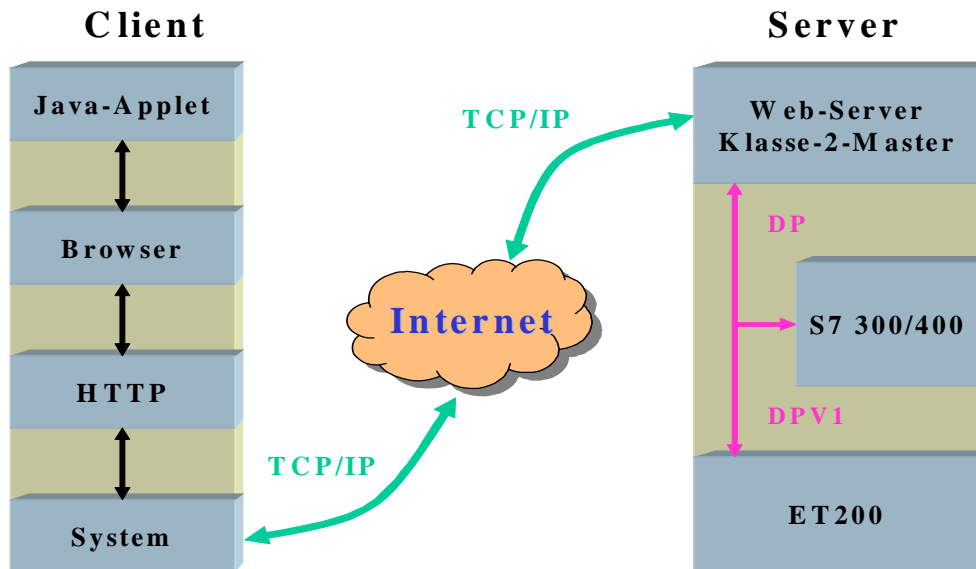 Client
Java-Applet
Browser
HTTP
System
TCP/IP
Internet
TCP/IP
Server
Web-Server
Klasse-2-Master
DP
S7 300/400
DPV1
ET200